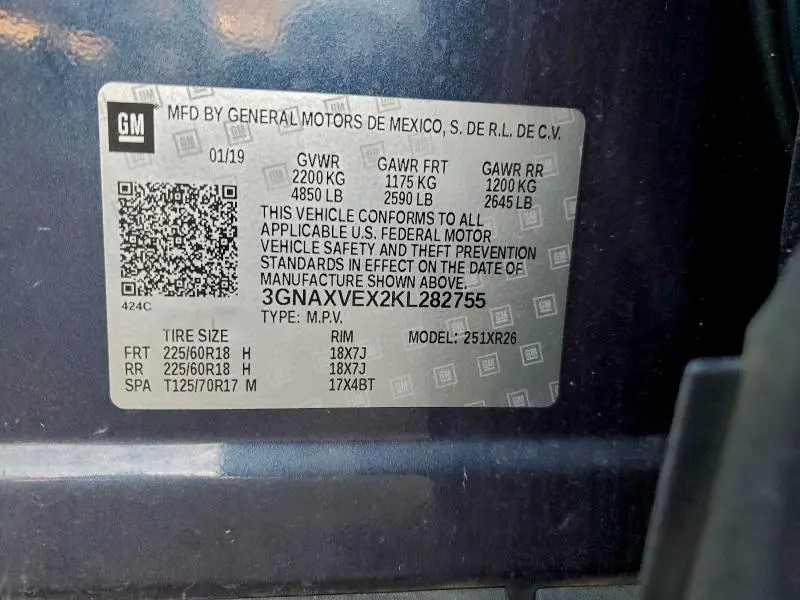 GM MFD BY GENERAL MOTORS DE MEXICO, S. DE R.L. DE C.V.
01/19 GVWR GAWR FRT GAWR RR
2200 KG 1175 KG 1200 KG
4850 LB 2590 LB 2645 LB
THIS VEHICLE CONFORMS TO ALL
APPLICABLE U.S. FEDERAL MOTOR
VEHICLE SAFETY AND THEFT PREVENTION
STANDARDS IN EFFECT ON THE DATE OF
MANUFACTURE SHOWN ABOVE.
3GNAXVEX2KL282755
424C
TYPE: M.P.V.
TIRE SIZE RIM MODEL: 251XR26
FRT 225/60R18 H 18X7J
RR 225/60R18 H 18X7J
SPA T125/70R17 M 17X4BT